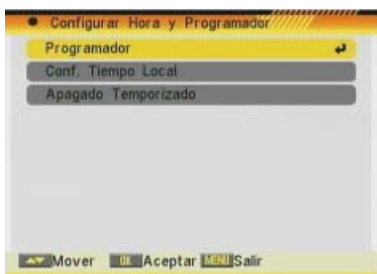 Configurar Hora y Programador
Programador
Conf. Tiempo Local
Apagado Temporizado
Mover OK Aceptar MENU Salir